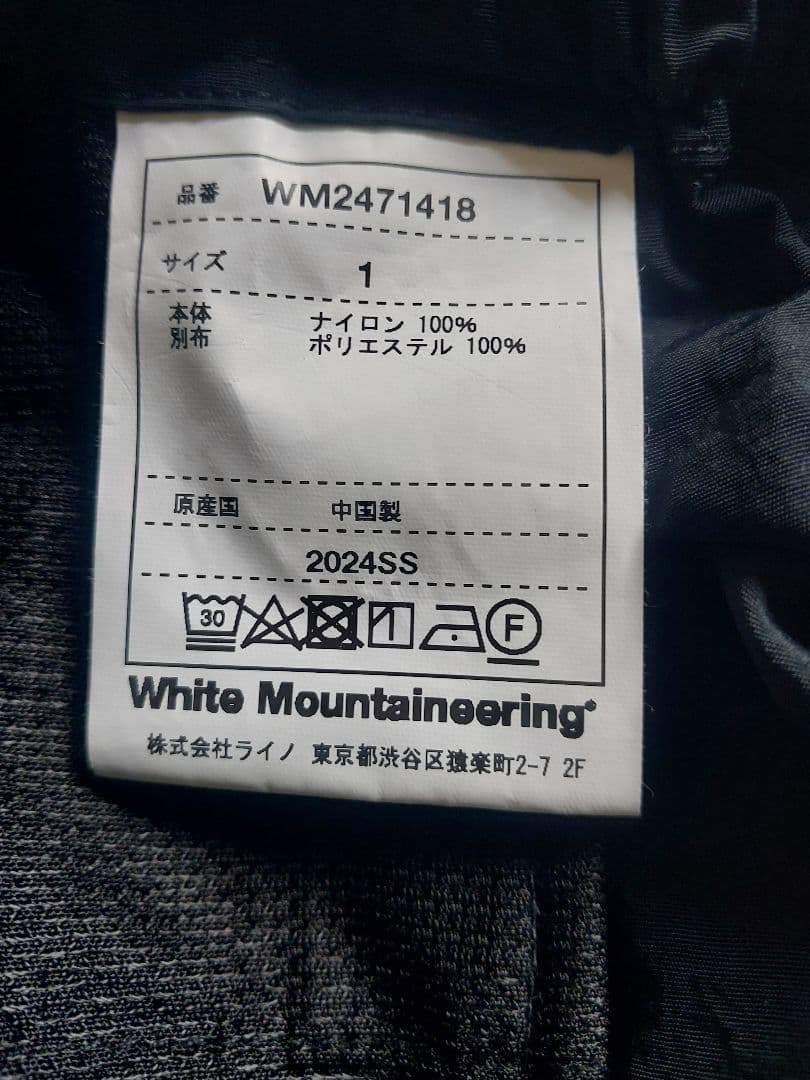 品番 WM2471418
サイズ 1
本体 ナイロン 100%
別布 ポリエステル 100%
原産国 中国製
2024SS
30 F
White Mountaineering®
株式会社ライノ 東京都渋谷区猿楽町2-7 2F